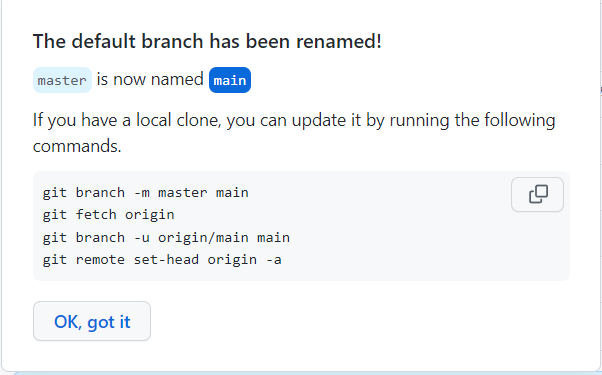 The default branch has been renamed!
master is now named main
If you have a local clone, you can update it by running the following
commands.
git branch -m master main
git fetch origin
git branch -u origin/main main
git remote set-head origin -a
OK, got it